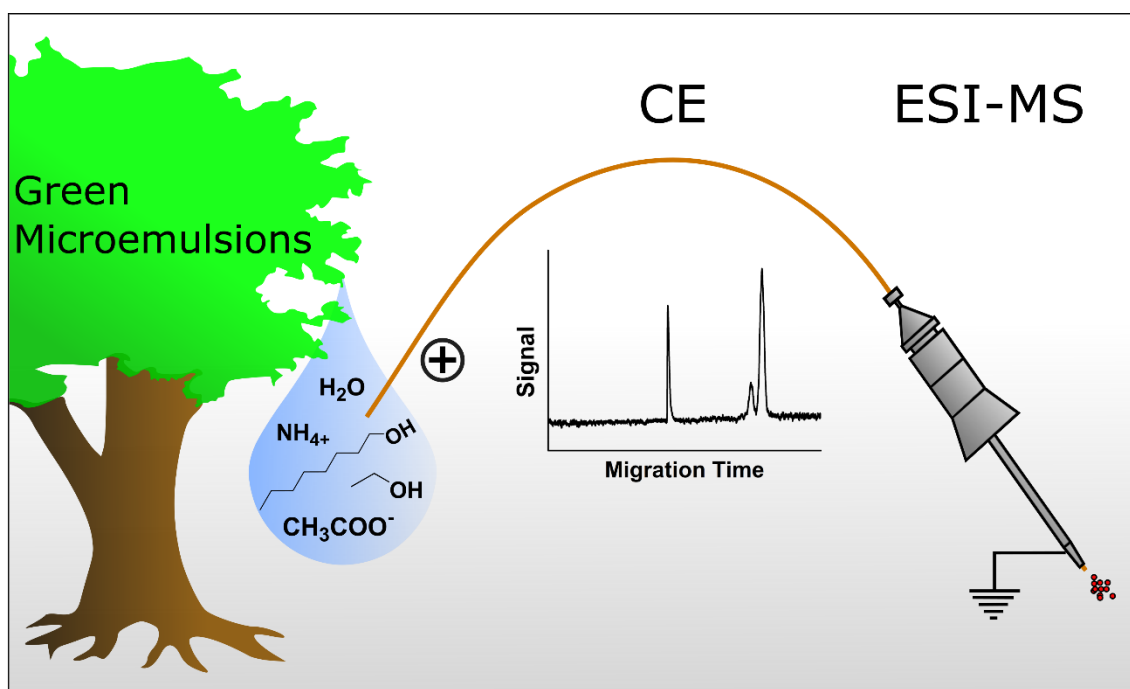 CE
ESI-MS
Green
Microemulsions
H₂O
NH₄₊
OH
OH
CH₃COO⁻
+
Signal
Migration Time